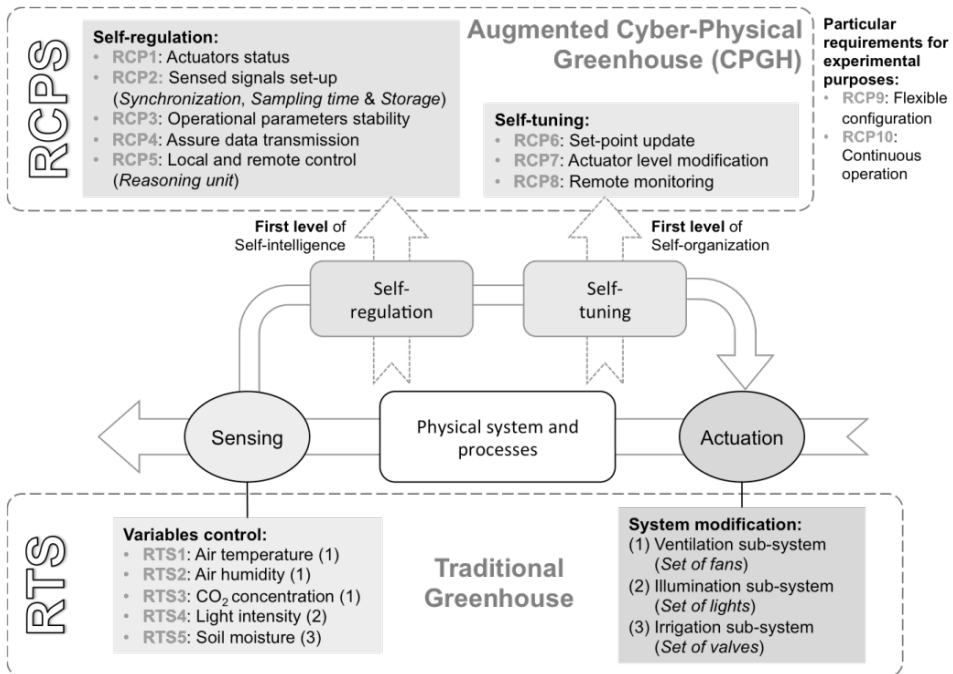 RCPS
Self-regulation:
• RCP1: Actuators status
• RCP2: Sensed signals set-up
(Synchronization, Sampling time & Storage)
• RCP3: Operational parameters stability
• RCP4: Assure data transmission
• RCP5: Local and remote control
(Reasoning unit)
Augmented Cyber-Physical
Greenhouse (CPGH)
Self-tuning:
• RCP6: Set-point update
• RCP7: Actuator level modification
• RCP8: Remote monitoring
Particular
requirements for
experimental
purposes:
• RCP9: Flexible
configuration
• RCP10:
Continuous
operation
First level of
Self-intelligence
First level of
Self-organization
Self-
regulation
Self-
tuning
Sensing
Physical system and
processes
Actuation
RTS
Variables control:
• RTS1: Air temperature (1)
• RTS2: Air humidity (1)
• RTS3: CO₂ concentration (1)
• RTS4: Light intensity (2)
• RTS5: Soil moisture (3)
Traditional
Greenhouse
System modification:
(1) Ventilation sub-system
(Set of fans)
(2) Illumination sub-system
(Set of lights)
(3) Irrigation sub-system
(Set of valves)